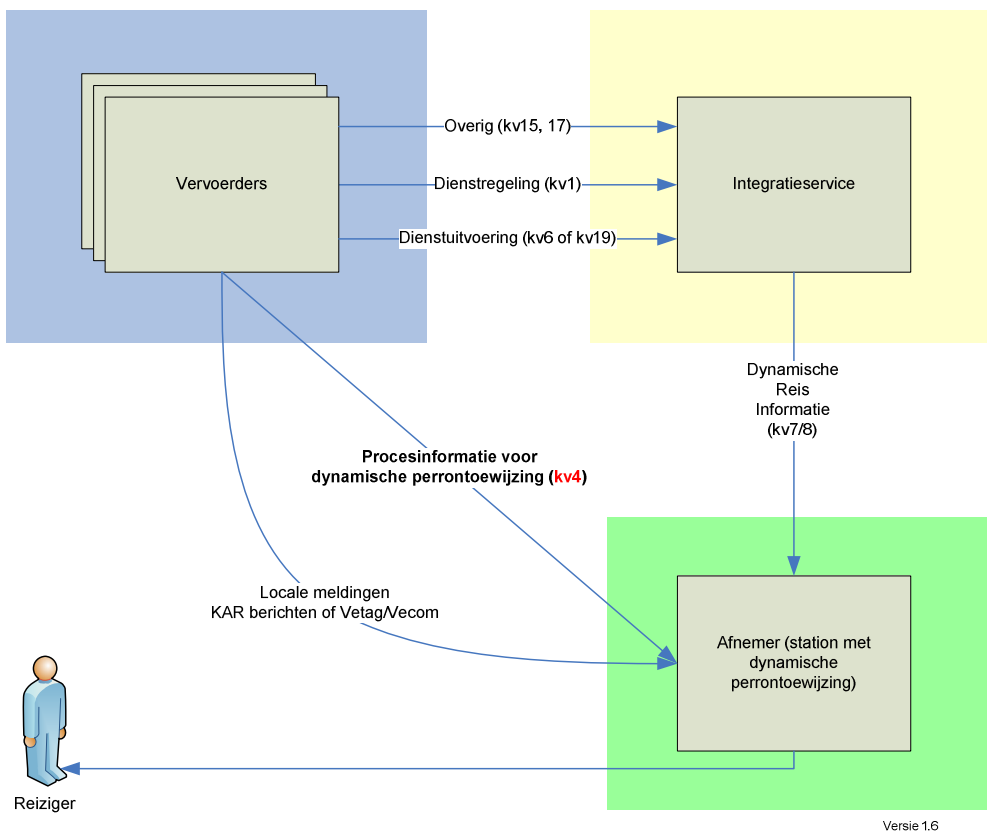 Overig (kv15, 17)
Vervoerders
Dienstregeling (kv1)
Integratieservice
Dienstuitvoering (kv6 of kv19)
Dynamische
Reis
Informatie
(kv7/8)
Procesinformatie voor
dynamische perrontoewijzing (kv4)
Locale meldingen
KAR berichten of Vetag/Vecom
Afnemer (station met
dynamische
perrontoewijzing)
Reiziger
Versie 1.6